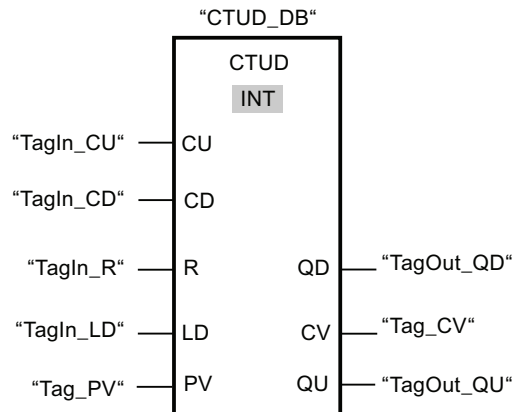 “CTUD_DB“
CTUD
INT
“TagIn_CU“ CU
“TagIn_CD“ CD
“TagIn_R“ R QD “TagOut_QD“
“TagIn_LD“ LD CV “Tag_CV“
“Tag_PV“ PV QU “TagOut_QU“